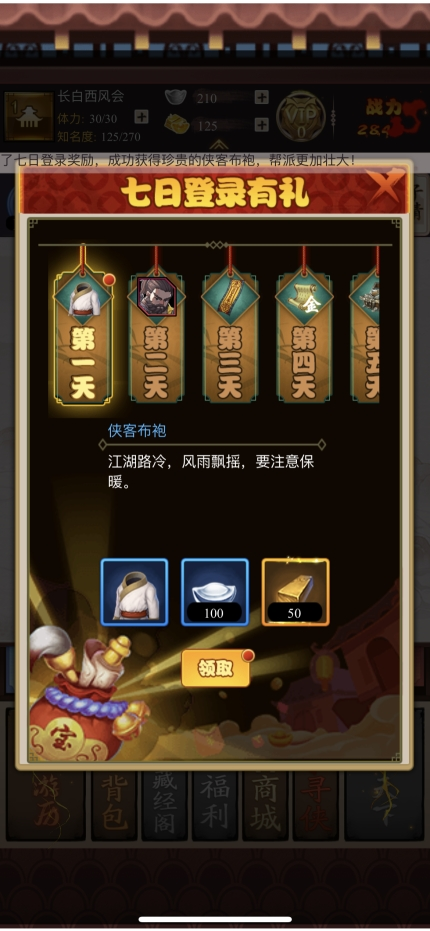 长白西风会
体力: 30/30
知名度: 125/270
210
125
VIP
0
战力
284
了七日登录奖励，成功获得珍贵的侠客布袍，帮派更加壮大！
七日登录有礼
第一天
第二天
第三天
金
第四天
第五天
侠客布袍
江湖路冷，风雨飘摇，要注意保
暖。
100
50
领取
宝
游历
背包
藏经阁
福利
商城